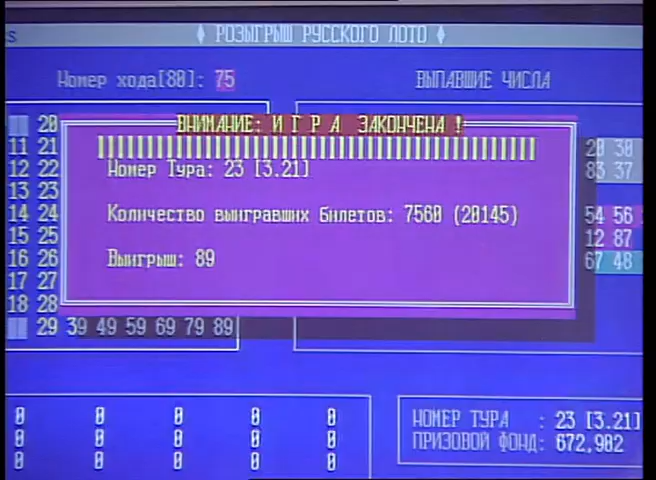 s
РОЗЫГРЫШ РУССКОГО ЛОТО
Номер хода[80]: 75
ВЫПАВШИЕ ЧИСЛА
ВНИМАНИЕ: И Г Р А ЗАКОНЧЕНА !
Номер Тура: 23 [3.21]
Количество выигравших билетов: 7560 (20145)
Выигрыш: 89
20
11 21
12 22
13 23
14 24
15 25
16 26
17 27
18 28
29 39 49 59 69 79 89
20 30
83 37
54 56
12 87
67 48
0 0 0 0 0
0 0 0 0 0
0 0 0 0 0
НОМЕР ТУРА : 23 [3.21]
ПРИЗОВОЙ ФОНД: 672,982